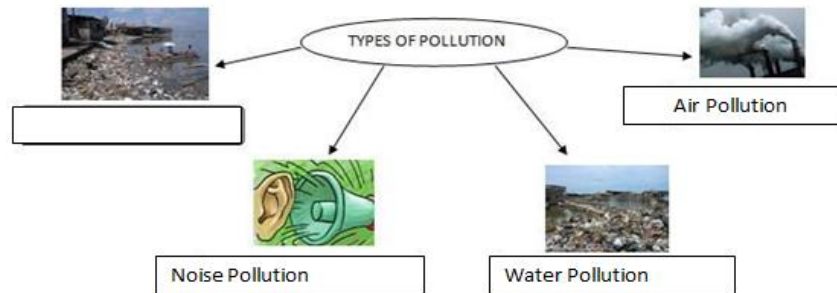 TYPES OF POLLUTION
Air Pollution
Noise Pollution
Water Pollution